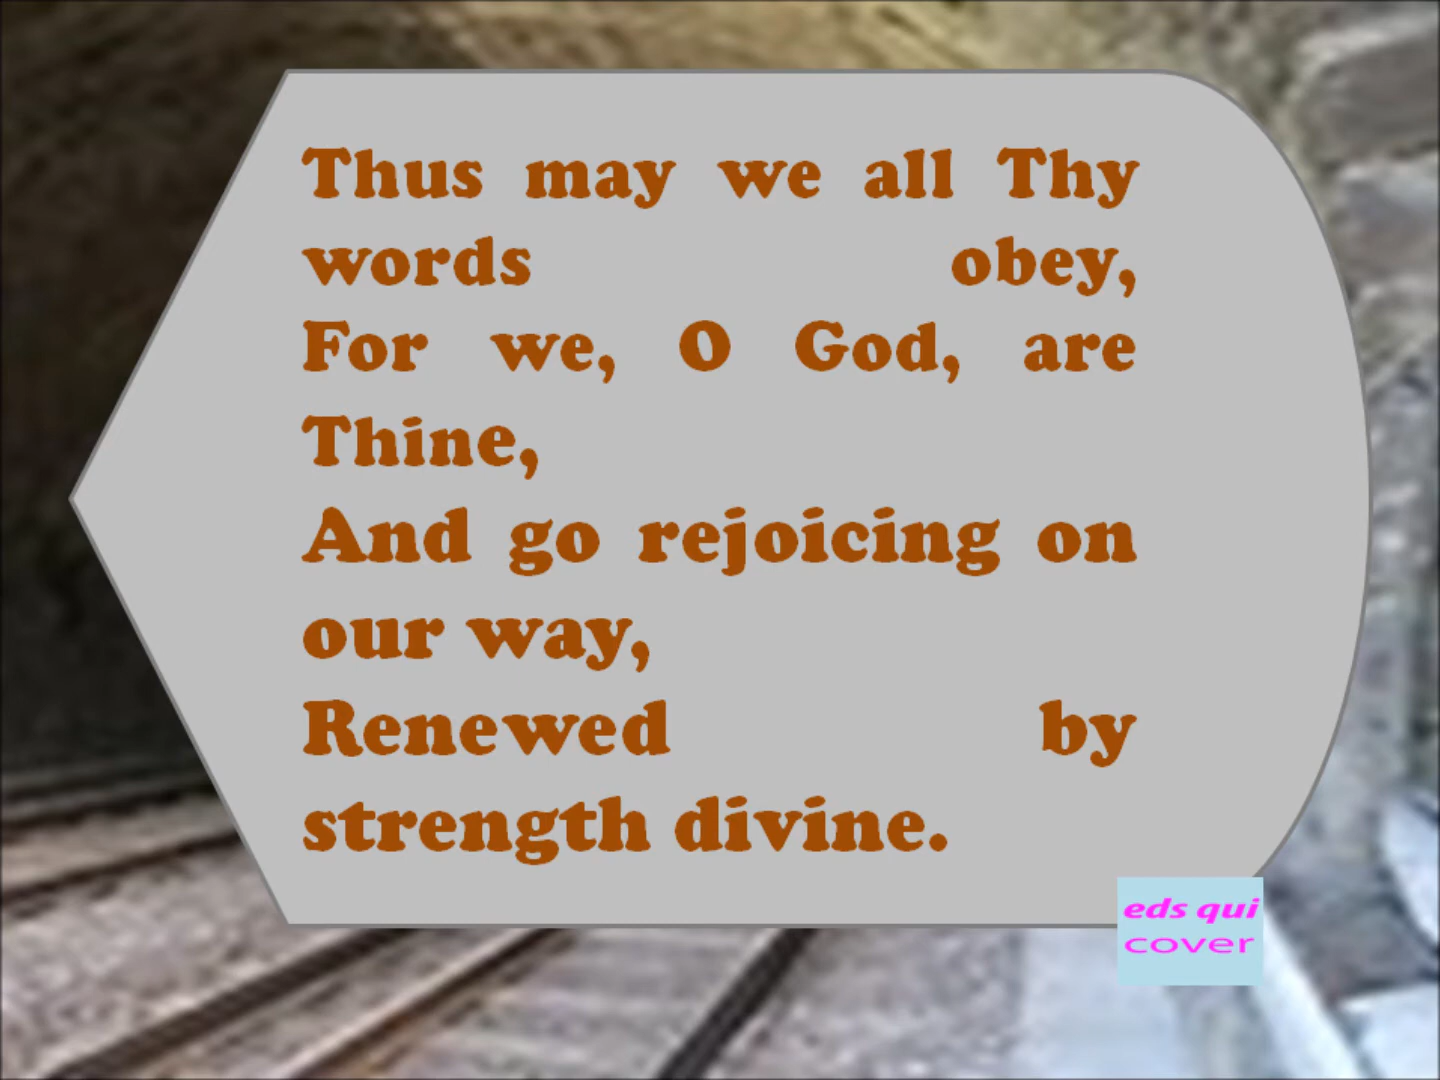 Thus may we all Thy
words obey,
For we, O God, are
Thine,
And go rejoicing on
our way,
Renewed by
strength divine.
eds qui
cover